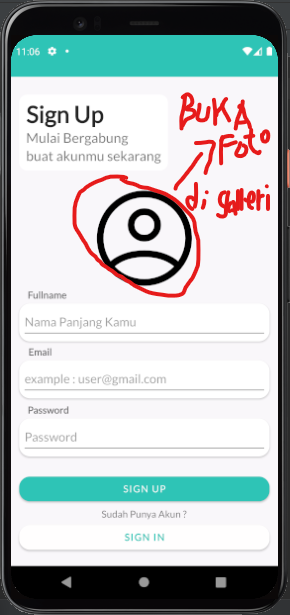 11:06
Sign Up
Mulai Bergabung
buat akunmu sekarang
BUKA
FOTO
di galleri
Fullname
Nama Panjang Kamu
Email
example : user@gmail.com
Password
Password
SIGN UP
Sudah Punya Akun ?
SIGN IN